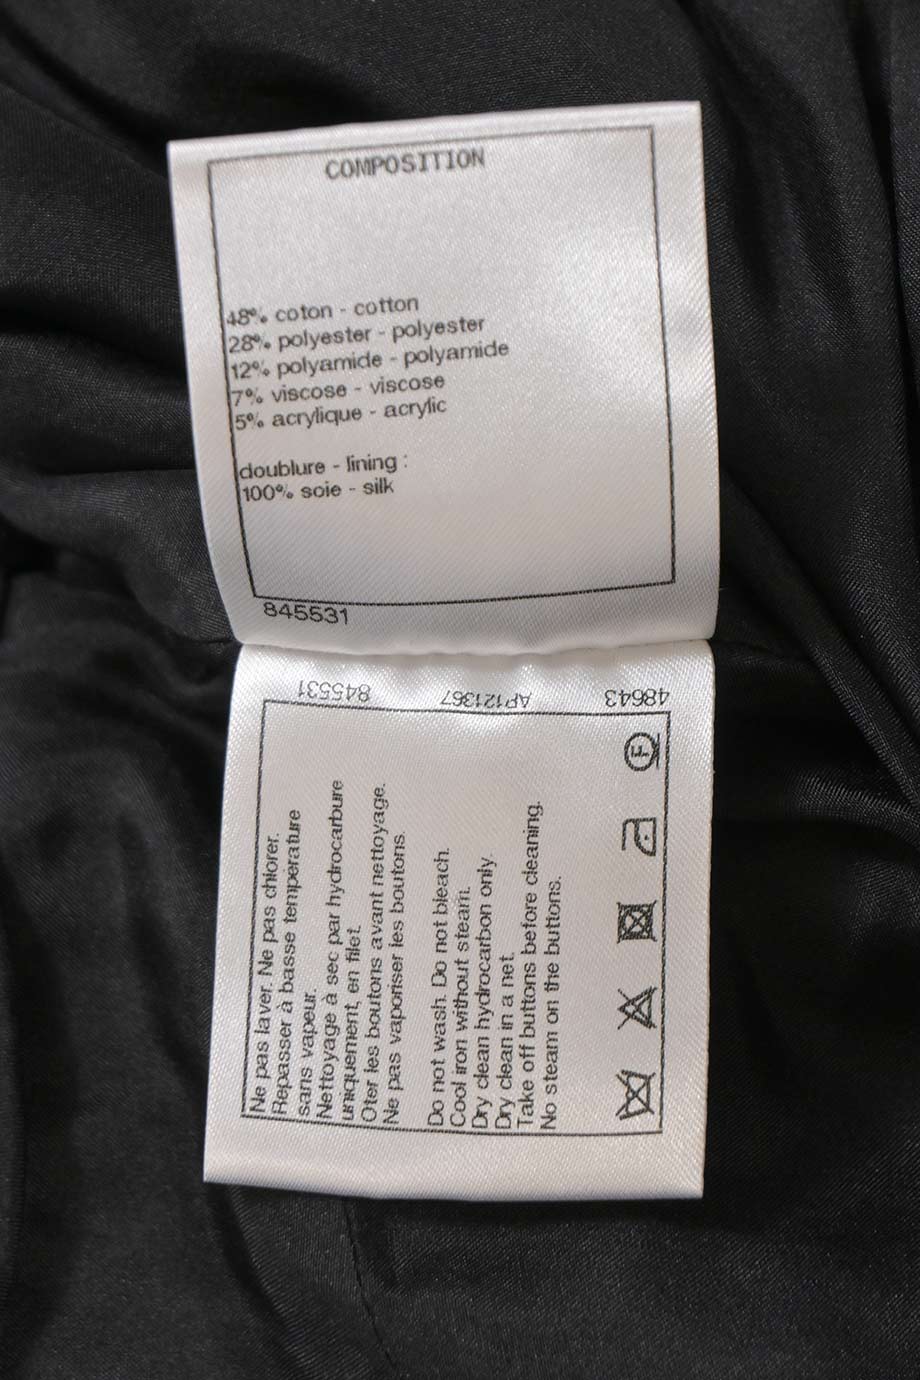 COMPOSITION
48% coton - cotton
28% polyester - polyester
12% polyamide - polyamide
7% viscose - viscose
5% acrylique - acrylic
doublure - lining :
100% soie - silk
845531
845531 AP121367 48643
Ne pas laver. Ne pas chlorer.
Repasser à basse température
sans vapeur.
Nettoyage à sec par hydrocarbure
uniquement, en filet.
Oter les boutons avant nettoyage.
Ne pas vaporiser les boutons.
Do not wash. Do not bleach.
Cool iron without steam.
Dry clean hydrocarbon only.
Dry clean in a net.
Take off buttons before cleaning.
No steam on the buttons.
F